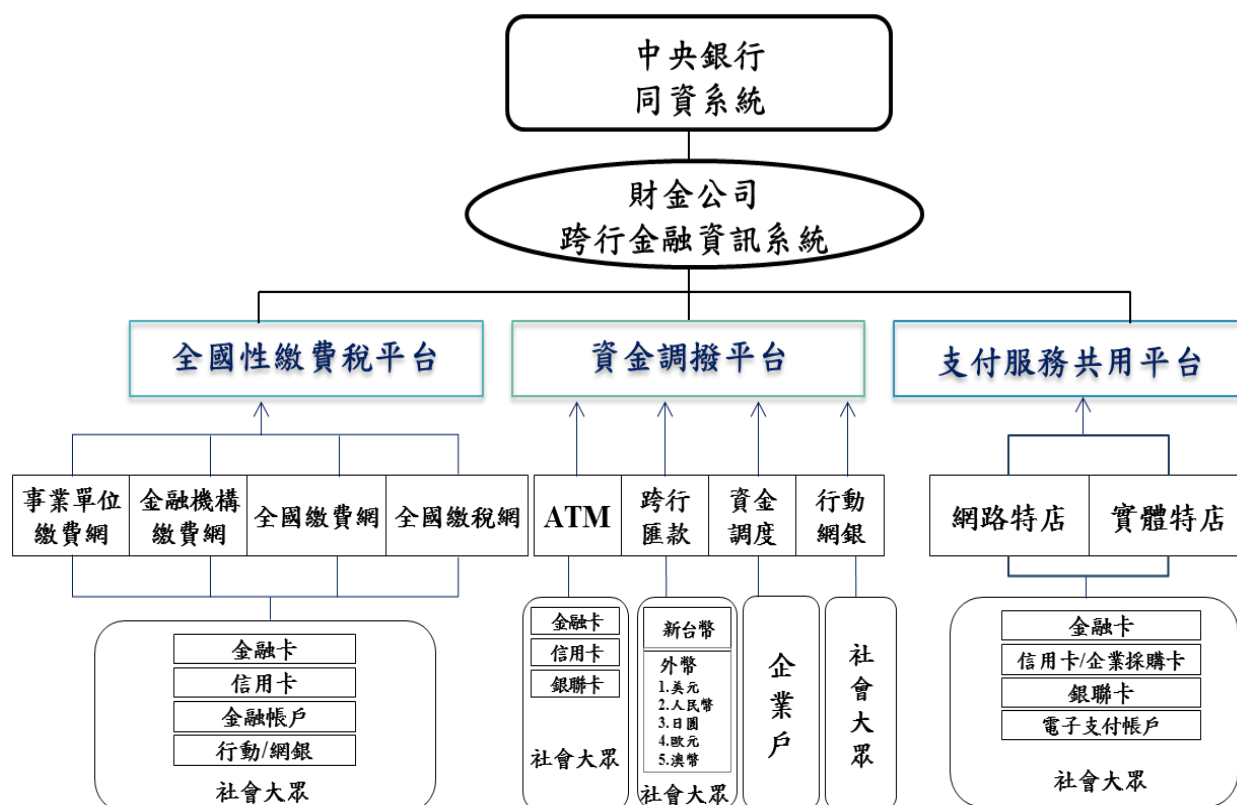 中央銀行
同資系統
財金公司
跨行金融資訊系統
全國性繳費稅平台
資金調撥平台
支付服務共用平台
事業單位
繳費網
金融機構
繳費網
全國繳費網
全國繳稅網
ATM
跨行
匯款
資金
調度
行動
網銀
網路特店
實體特店
金融卡
信用卡
金融帳戶
行動/網銀
社會大眾
金融卡
信用卡
銀聯卡
社會大眾
新台幣
外幣
1.美元
2.人民幣
3.日圓
4.歐元
5.澳幣
社會大眾
企業戶
社會大眾
金融卡
信用卡/企業採購卡
銀聯卡
電子支付帳戶
社會大眾